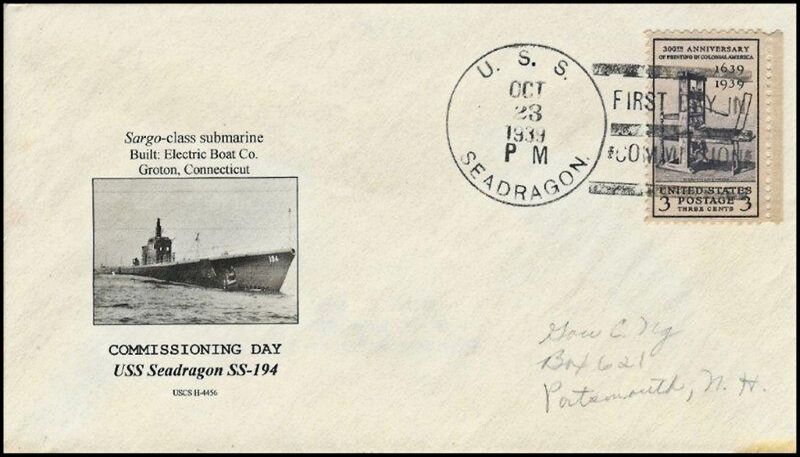 Sargo-class submarine
Built: Electric Boat Co.
Groton, Connecticut
194
COMMISSIONING DAY
USS Seadragon SS-194
USCS H-4456
U. S. S.
OCT
23
1939
P M
SEADRAGON.
FIRST DAY IN
COMMISSION
300TH ANNIVERSARY
OF PRINTING IN COLONIAL AMERICA
1639
1939
UNITED STATES
3 POSTAGE 3
THREE CENTS
C. Ng
Box 621
Portsmouth, N. H.